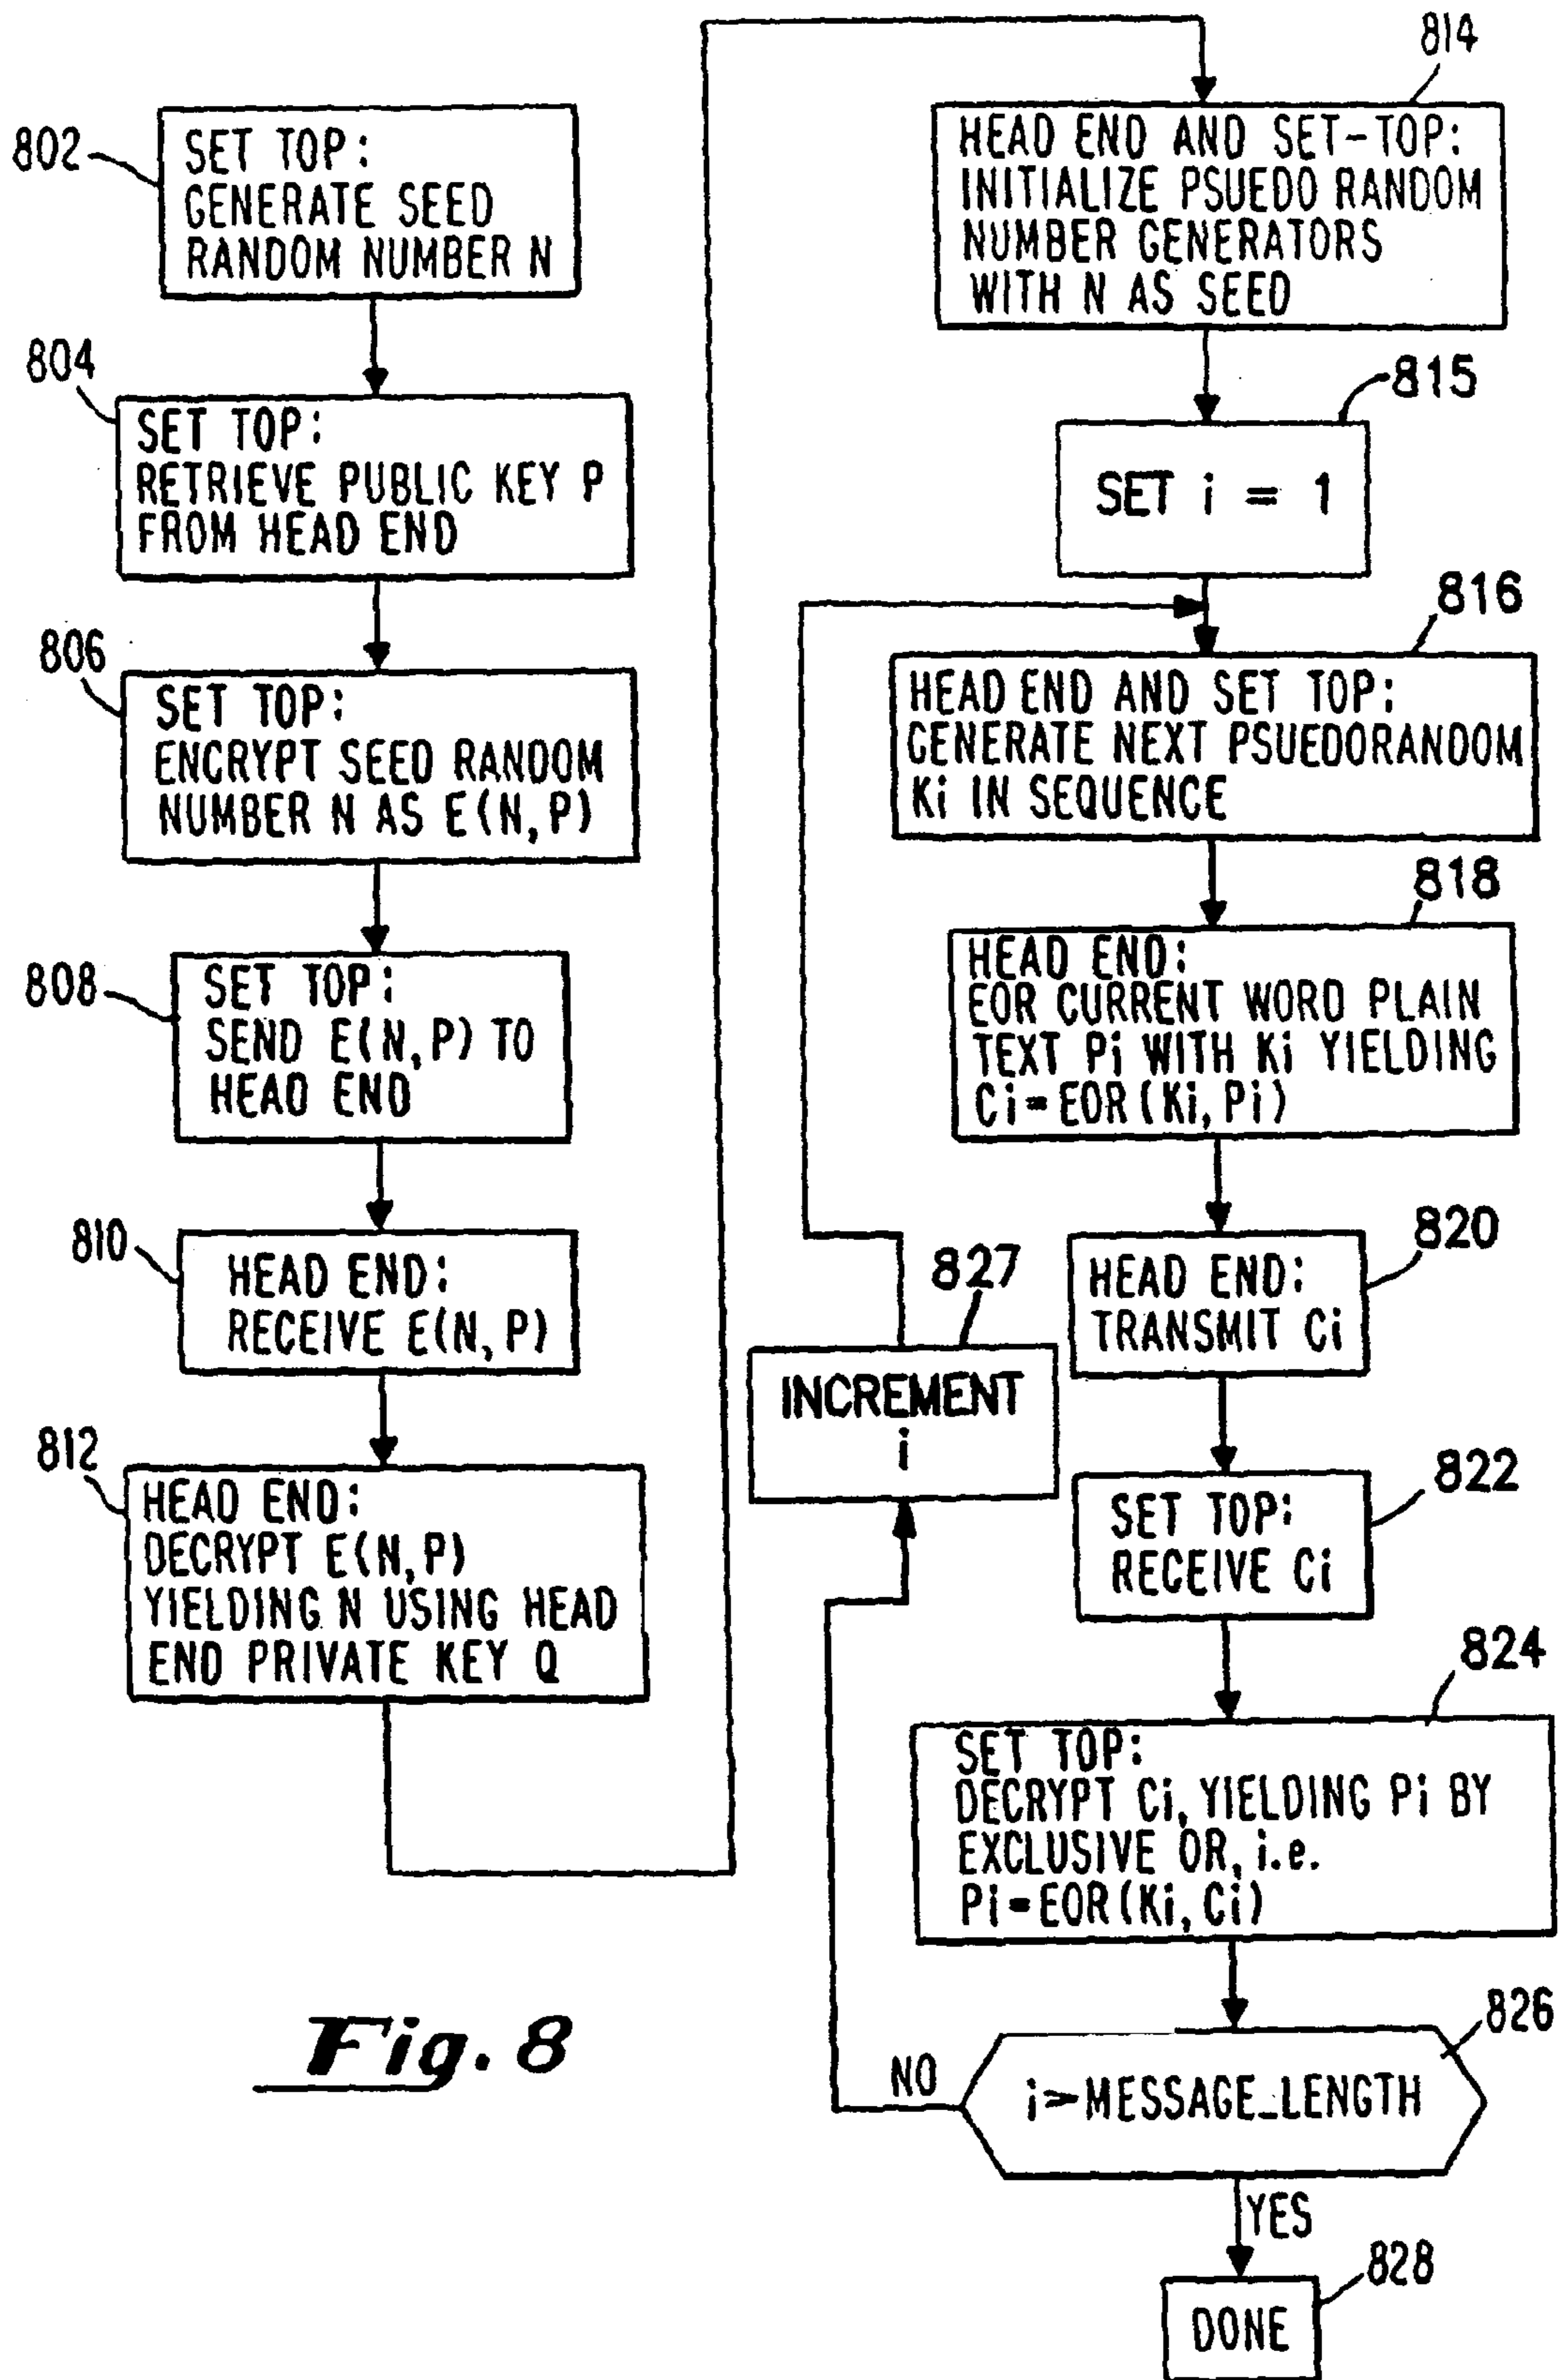 802
SET TOP:
GENERATE SEED
RANDOM NUMBER N
804
SET TOP:
RETRIEVE PUBLIC KEY P
FROM HEAD END
806
SET TOP:
ENCRYPT SEED RANDOM
NUMBER N AS E(N,P)
808
SET TOP:
SEND E(N,P) TO
HEAD END
810
HEAD END:
RECEIVE E(N,P)
812
HEAD END:
DECRYPT E(N,P)
YIELDING N USING HEAD
END PRIVATE KEY Q
814
HEAD END AND SET-TOP:
INITIALIZE PSUEDO RANDOM
NUMBER GENERATORS
WITH N AS SEED
815
SET i = 1
816
HEAD END AND SET TOP:
GENERATE NEXT PSUEDORANDOM
Ki IN SEQUENCE
818
HEAD END:
EOR CURRENT WORD PLAIN
TEXT Pi WITH Ki YIELDING
Ci=EOR(Ki,Pi)
820
HEAD END:
TRANSMIT Ci
827
INCREMENT
i
822
SET TOP:
RECEIVE Ci
824
SET TOP:
DECRYPT Ci, YIELDING Pi BY
EXCLUSIVE OR, i.e.
Pi=EOR(Ki,Ci)
826
i>MESSAGE_LENGTH
NO
YES
828
DONE
Fig. 8